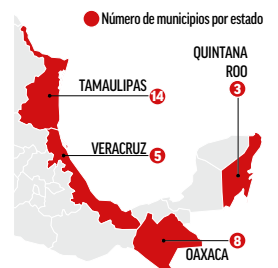 Número de municipios por estado
QUINTANA
ROO
3
TAMAULIPAS
14
VERACRUZ
5
8
OAXACA